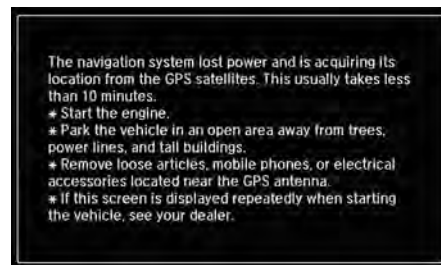 The navigation system lost power and is acquiring its
location from the GPS satellites. This usually takes less
than 10 minutes.
* Start the engine.
* Park the vehicle in an open area away from trees,
power lines, and tall buildings.
* Remove loose articles, mobile phones, or electrical
accessories located near the GPS antenna.
* If this screen is displayed repeatedly when starting
the vehicle, see your dealer.